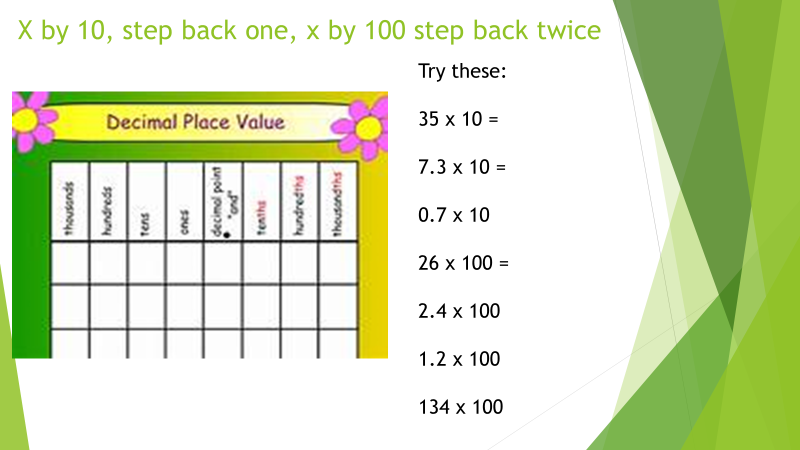 X by 10, step back one, x by 100 step back twice
Decimal Place Value
thousands
hundreds
tens
ones
decimal point
"and"
tenths
hundredths
thousandths
Try these:
35 x 10 =
7.3 x 10 =
0.7 x 10
26 x 100 =
2.4 x 100
1.2 x 100
134 x 100